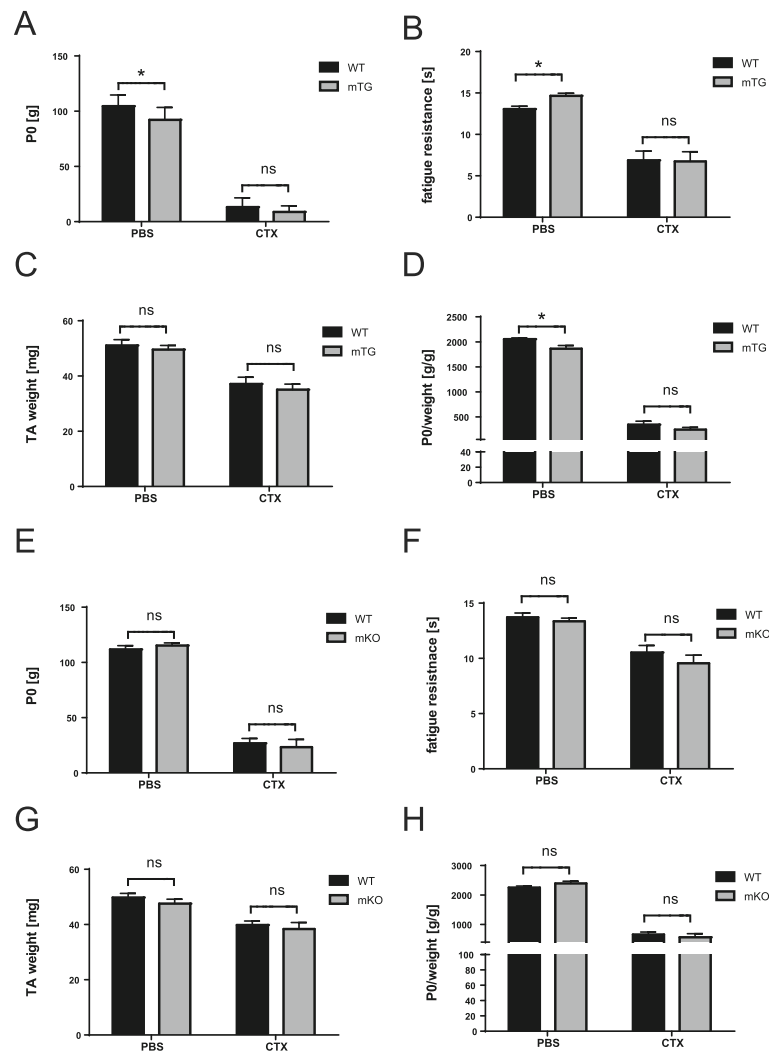 A
P0 [g]
150
100
50
0
*
ns
PBS
CTX
WT
mTG
B
fatigue resistance [s]
20
15
10
5
0
*
ns
PBS
CTX
WT
mTG
C
TA weight [mg]
60
40
20
0
ns
ns
PBS
CTX
WT
mTG
D
P0/weight [g/g]
2500
2000
1500
1000
500
40
20
0
*
ns
PBS
CTX
WT
mTG
E
P0 [g]
150
100
50
0
ns
ns
PBS
CTX
WT
mKO
F
fatigue resistnace [s]
15
10
5
0
ns
ns
PBS
CTX
WT
mKO
G
TA weight [mg]
60
40
20
0
ns
ns
PBS
CTX
WT
mKO
H
P0/weight [g/g]
3000
2000
1000
100
80
60
40
20
0
ns
ns
PBS
CTX
WT
mKO